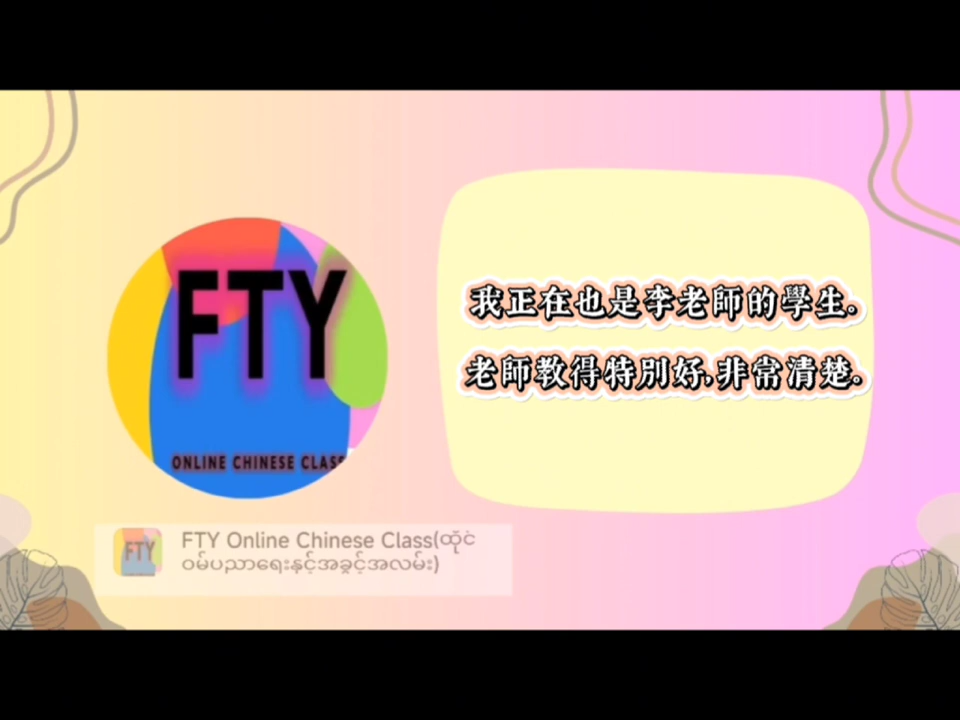 FTY
ONLINE CHINESE CLASS
我正在也是李老師的學生.
老師教得特別好,非常清楚.
FTY
FTY Online Chinese Class(ထိုင်
ဝမ်ပညာရေးနှင့်အခွင့်အလမ်း)